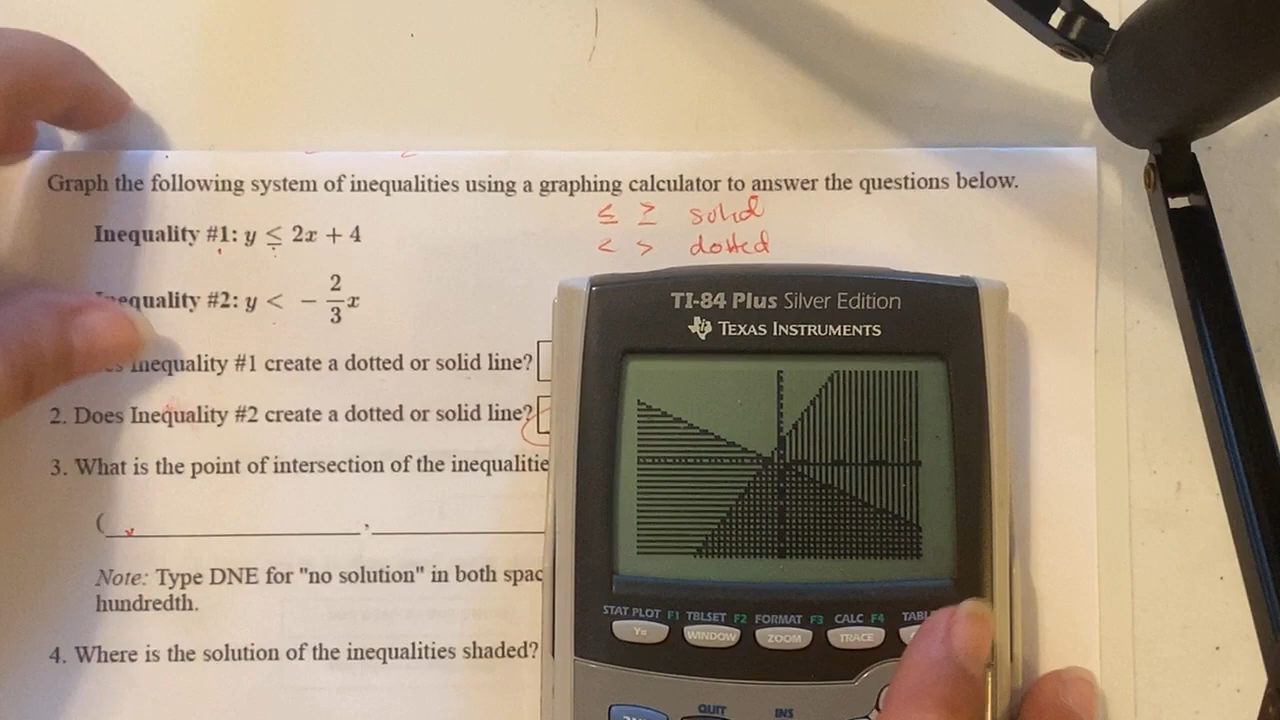 Graph the following system of inequalities using a graphing calculator to answer the questions below.
≤ ≥ solid
Inequality #1: y ≤ 2x + 4
< > dotted
equality #2: y < - 2/3 x
TI-84 Plus Silver Edition
TEXAS INSTRUMENTS
Inequality #1 create a dotted or solid line?
2. Does Inequality #2 create a dotted or solid line?
3. What is the point of intersection of the inequalitie
( ,
Note: Type DNE for "no solution" in both spac
hundredth.
STAT PLOT F1 TBLSET F2 FORMAT F3 CALC F4 TABL
Y= WINDOW ZOOM TRACE
4. Where is the solution of the inequalities shaded?
QUIT INS